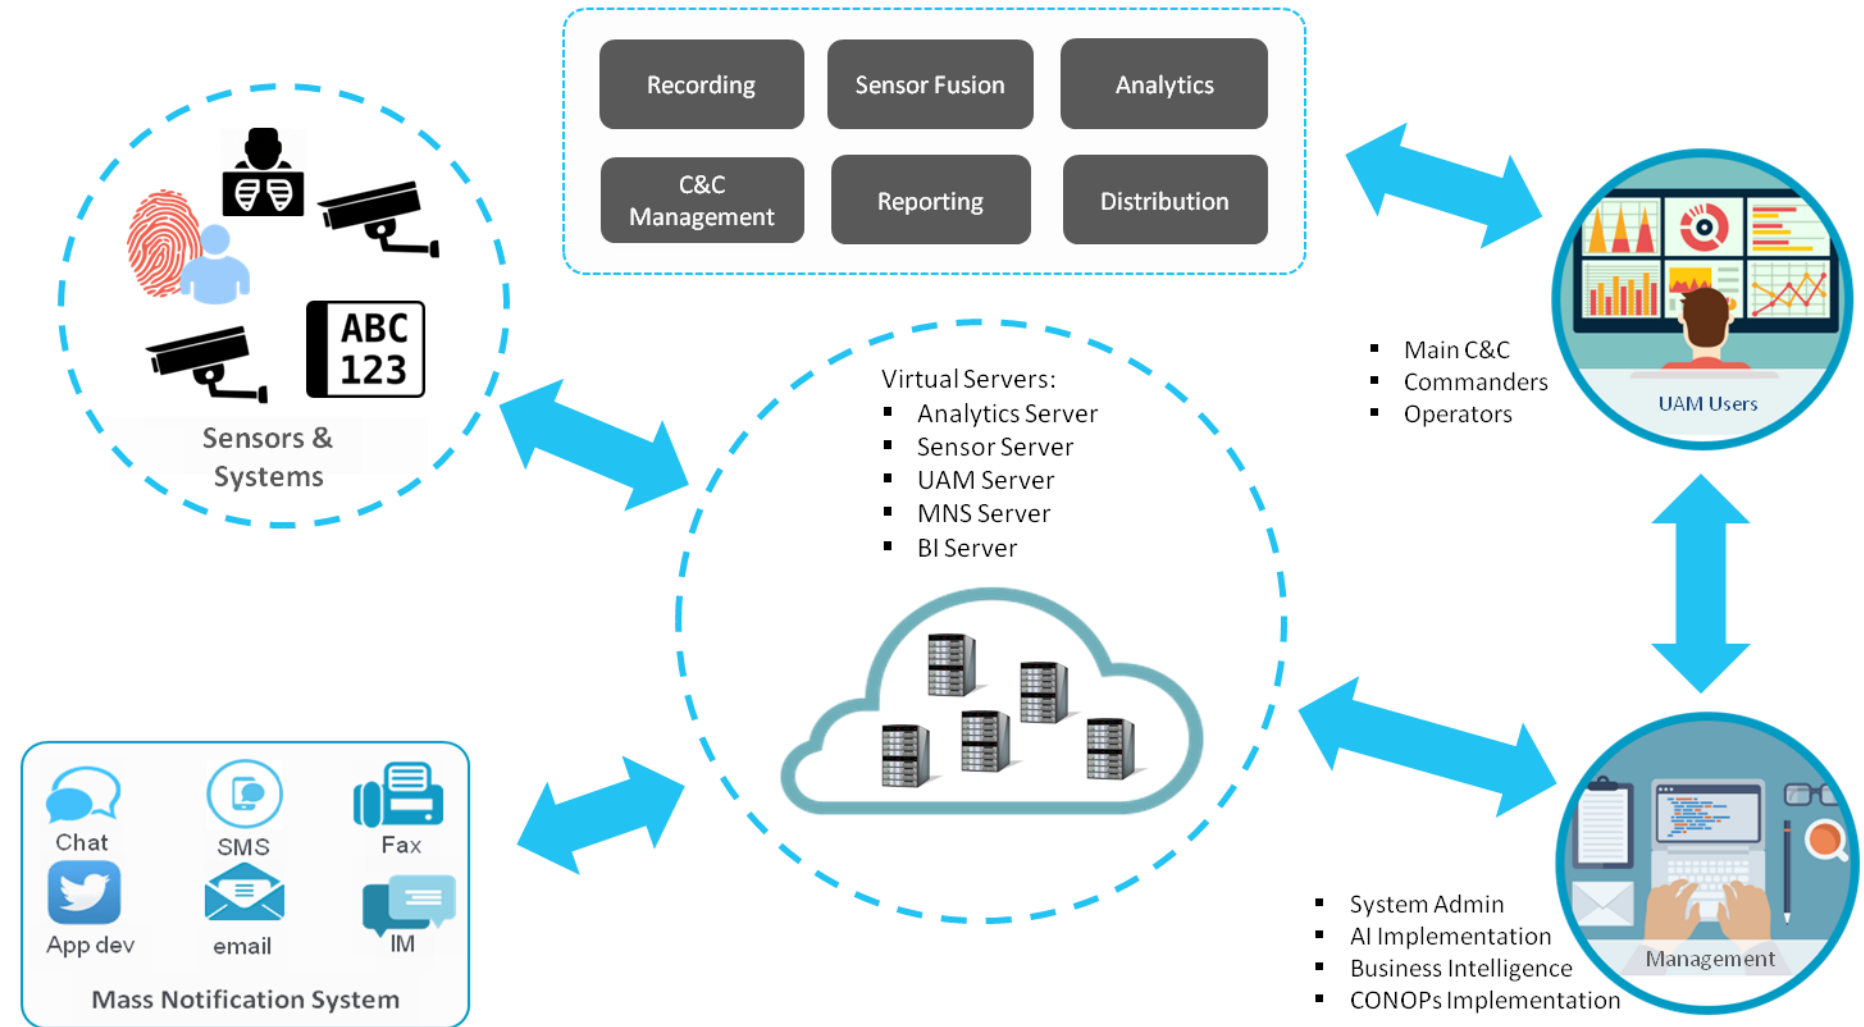 Recording
Sensor Fusion
Analytics
C&C
Management
Reporting
Distribution
ABC
123
Sensors &
Systems
Virtual Servers:
▪ Analytics Server
▪ Sensor Server
▪ UAM Server
▪ MNS Server
▪ BI Server
▪ Main C&C
▪ Commanders
▪ Operators
UAM Users
Chat
SMS
Fax
App dev
email
IM
Mass Notification System
▪ System Admin
▪ AI Implementation
▪ Business Intelligence
▪ CONOPs Implementation
Management